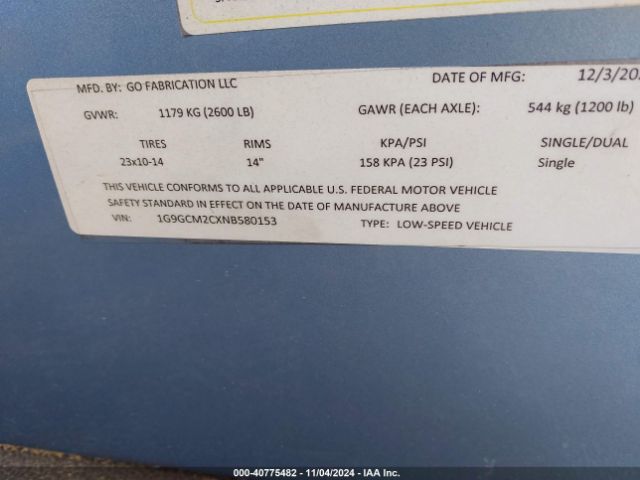 MFD. BY: GO FABRICATION LLC DATE OF MFG: 12/3/20
GVWR: 1179 KG (2600 LB) GAWR (EACH AXLE): 544 kg (1200 lb)
TIRES RIMS KPA/PSI SINGLE/DUAL
23x10-14 14" 158 KPA (23 PSI) Single
THIS VEHICLE CONFORMS TO ALL APPLICABLE U.S. FEDERAL MOTOR VEHICLE
SAFETY STANDARD IN EFFECT ON THE DATE OF MANUFACTURE ABOVE
VIN: 1G9GCM2CXNB580153 TYPE: LOW-SPEED VEHICLE
000-40775482 - 11/04/2024 - IAA Inc.